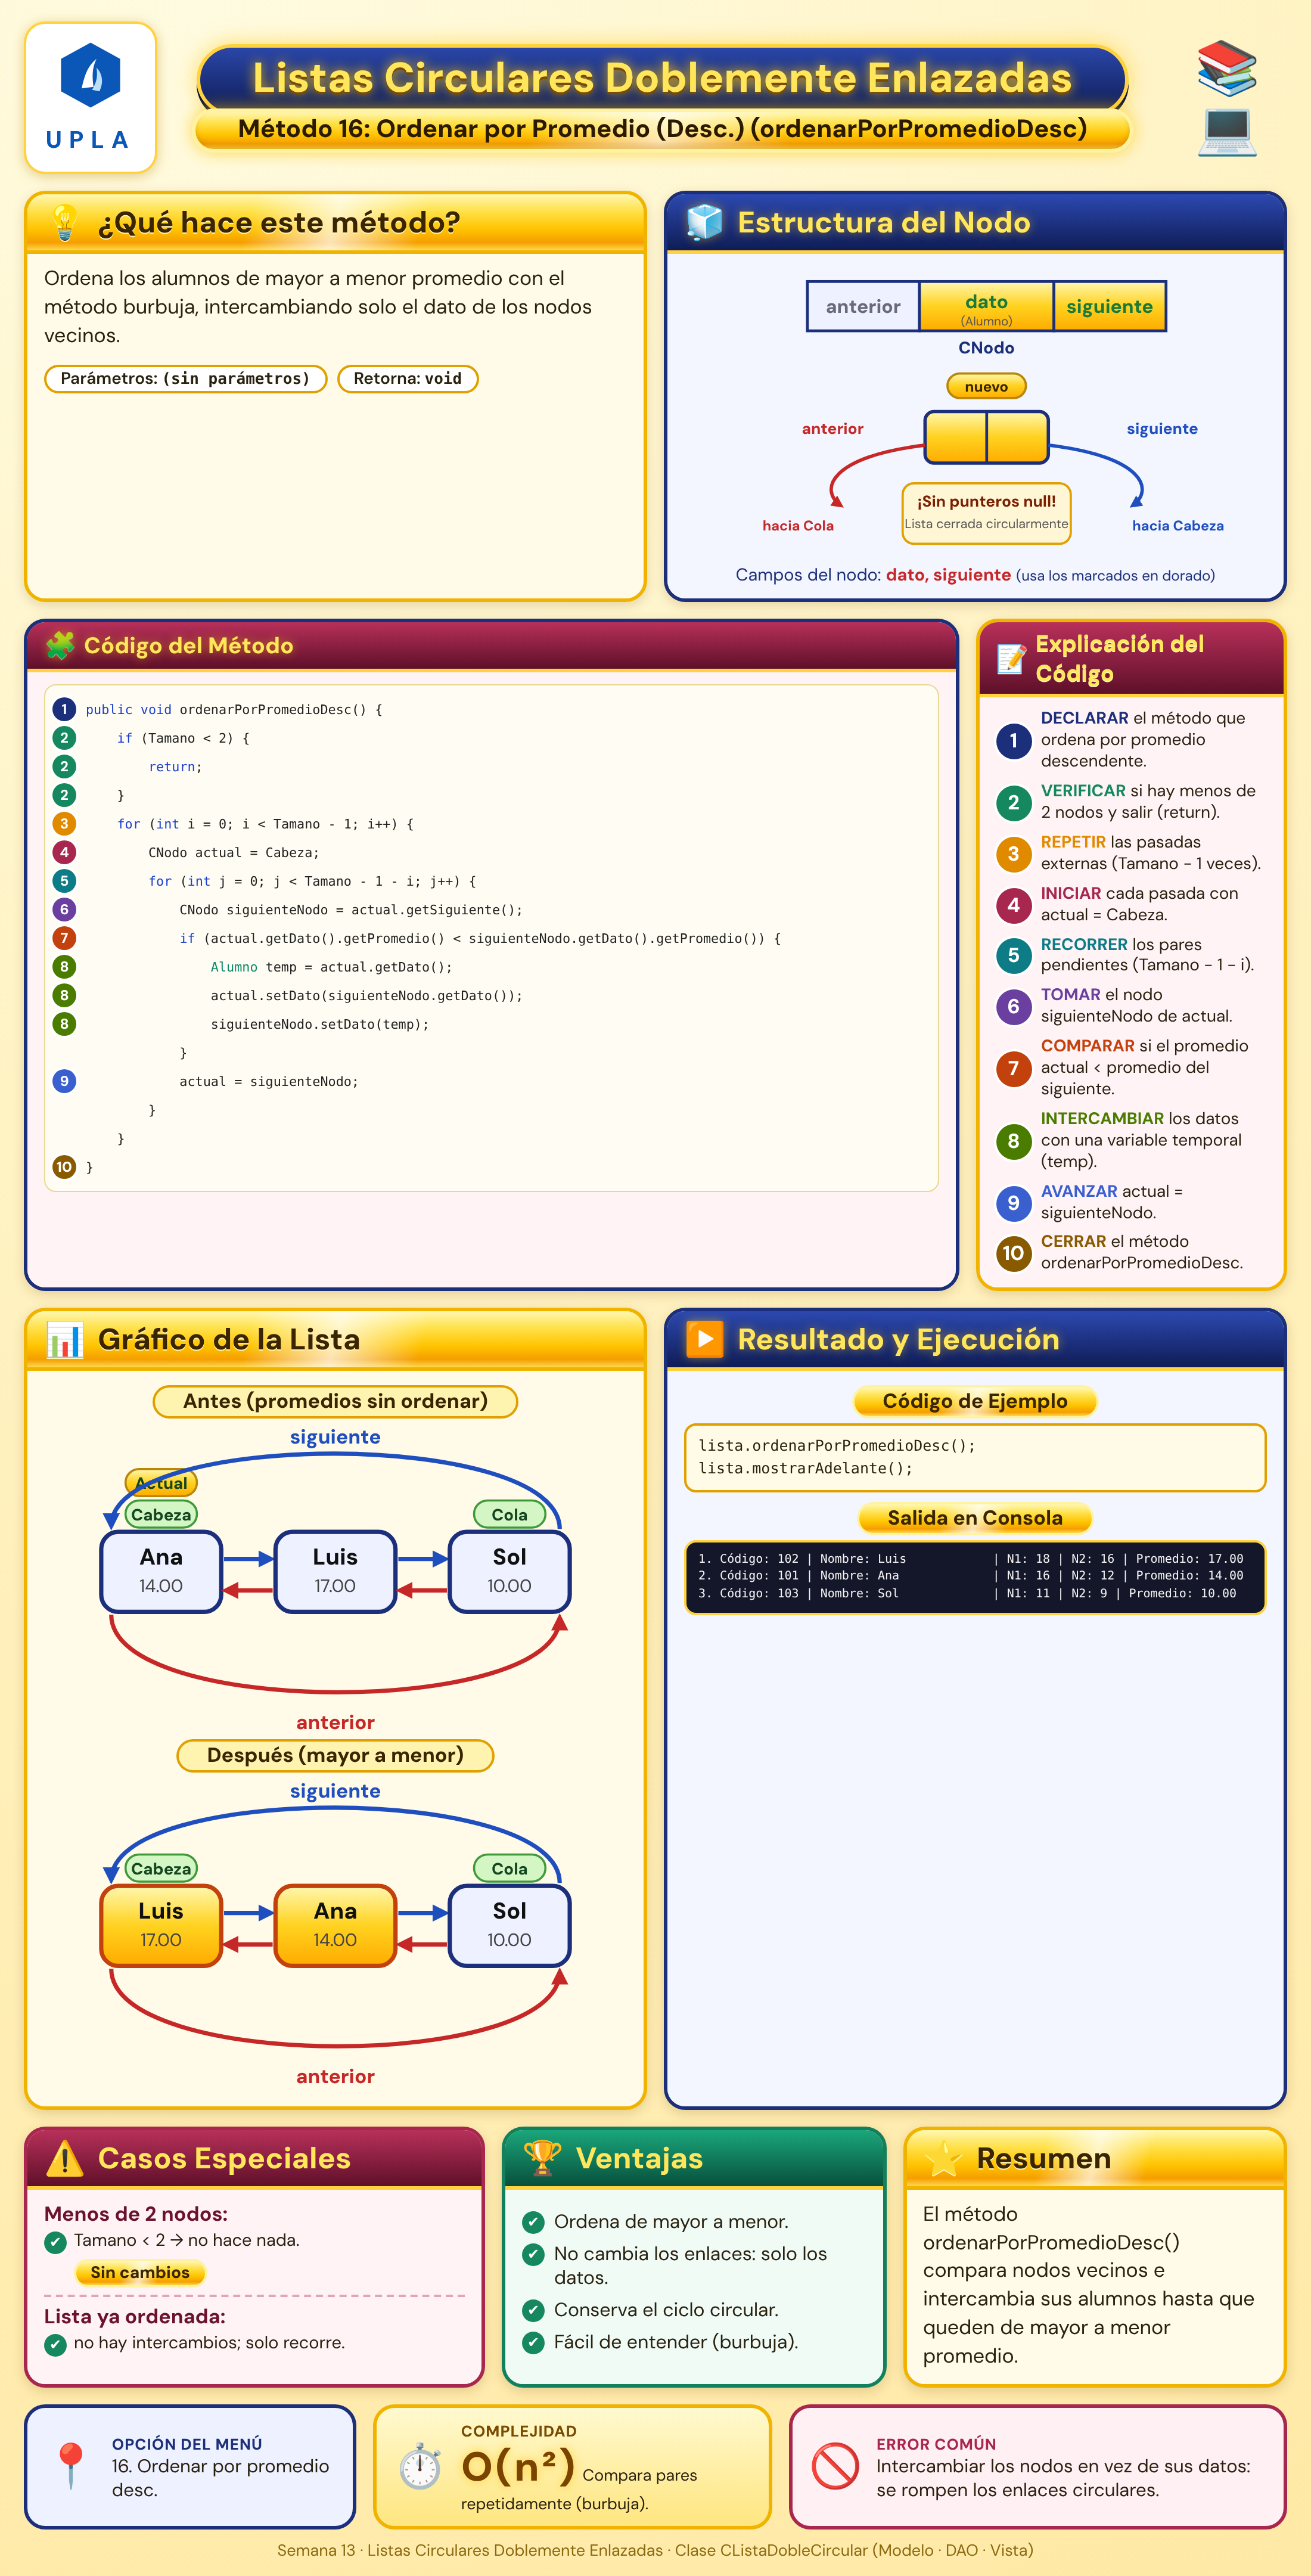 UPLA
Listas Circulares Doblemente Enlazadas
Método 16: Ordenar por Promedio (Desc.) (ordenarPorPromedioDesc)
¿Qué hace este método?
Ordena los alumnos de mayor a menor promedio con el
método burbuja, intercambiando solo el dato de los nodos
vecinos.
Parámetros: (sin parámetros)
Retorna: void
Estructura del Nodo
anterior
dato
(Alumno)
siguiente
CNodo
nuevo
anterior
siguiente
hacia Cola
¡Sin punteros null!
Lista cerrada circularmente
hacia Cabeza
Campos del nodo: dato, siguiente (usa los marcados en dorado)
Código del Método
1 public void ordenarPorPromedioDesc() {
2 if (Tamano < 2) {
2 return;
2 }
3 for (int i = 0; i < Tamano - 1; i++) {
4 CNodo actual = Cabeza;
5 for (int j = 0; j < Tamano - 1 - i; j++) {
6 CNodo siguienteNodo = actual.getSiguiente();
7 if (actual.getDato().getPromedio() < siguienteNodo.getDato().getPromedio()) {
8 Alumno temp = actual.getDato();
8 actual.setDato(siguienteNodo.getDato());
8 siguienteNodo.setDato(temp);
}
9 actual = siguienteNodo;
}
}
10 }
Explicación del
Código
1 DECLARAR el método que
ordena por promedio
descendente.
2 VERIFICAR si hay menos de
2 nodos y salir (return).
3 REPETIR las pasadas
externas (Tamano - 1 veces).
4 INICIAR cada pasada con
actual = Cabeza.
5 RECORRER los pares
pendientes (Tamano - 1 - i).
6 TOMAR el nodo
siguienteNodo de actual.
7 COMPARAR si el promedio
actual < promedio del
siguiente.
8 INTERCAMBIAR los datos
con una variable temporal
(temp).
9 AVANZAR actual =
siguienteNodo.
10 CERRAR el método
ordenarPorPromedioDesc.
Gráfico de la Lista
Antes (promedios sin ordenar)
siguiente
Actual
Cabeza
Cola
Ana
14.00
Luis
17.00
Sol
10.00
anterior
Después (mayor a menor)
siguiente
Cabeza
Cola
Luis
17.00
Ana
14.00
Sol
10.00
anterior
Resultado y Ejecución
Código de Ejemplo
lista.ordenarPorPromedioDesc();
lista.mostrarAdelante();
Salida en Consola
1. Código: 102 | Nombre: Luis | N1: 18 | N2: 16 | Promedio: 17.00
2. Código: 101 | Nombre: Ana | N1: 16 | N2: 12 | Promedio: 14.00
3. Código: 103 | Nombre: Sol | N1: 11 | N2: 9 | Promedio: 10.00
Casos Especiales
Menos de 2 nodos:
Tamano < 2 → no hace nada.
Sin cambios
Lista ya ordenada:
no hay intercambios; solo recorre.
Ventajas
Ordena de mayor a menor.
No cambia los enlaces: solo los
datos.
Conserva el ciclo circular.
Fácil de entender (burbuja).
Resumen
El método
ordenarPorPromedioDesc()
compara nodos vecinos e
intercambia sus alumnos hasta que
queden de mayor a menor
promedio.
OPCIÓN DEL MENÚ
16. Ordenar por promedio
desc.
COMPLEJIDAD
O(n²) Compara pares
repetidamente (burbuja).
ERROR COMÚN
Intercambiar los nodos en vez de sus datos:
se rompen los enlaces circulares.
Semana 13 · Listas Circulares Doblemente Enlazadas · Clase CListaDobleCircular (Modelo · DAO · Vista)